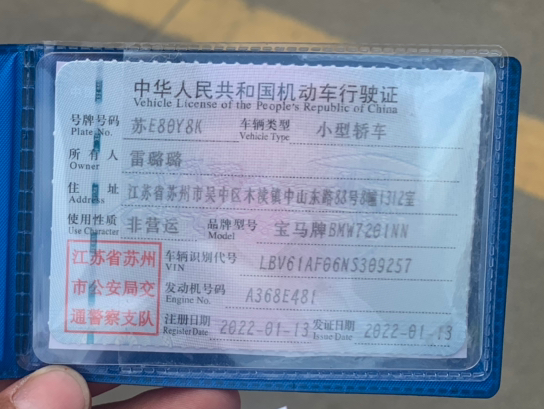 中华人民共和国机动车行驶证
Vehicle License of the People's Republic of China
号牌号码 苏E80Y8K 车辆类型 小型轿车
Plate No. Vehicle Type
所有人 雷璐璐
Owner
住址 江苏省苏州市吴中区木渎镇中山东路88号8幢1312室
Address
使用性质 非营运 品牌型号 宝马牌BMW7201NN
Use Character Model
江苏省苏州
市公安局交
通警察支队
车辆识别代号 LBV61AF06NS309257
VIN
发动机号码 A368E481
Engine No.
注册日期 2022-01-13 发证日期 2022-01-13
Register Date Issue Date